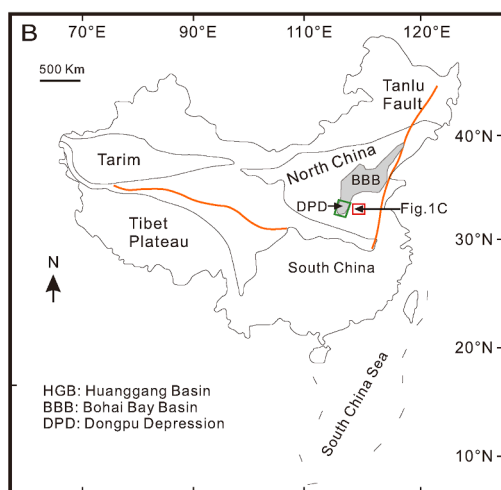 B
70°E
90°E
110°E
120°E
500 Km
Tanlu
Fault
40°N
Tarim
North China
BBB
DPD
Fig.1C
Tibet
Plateau
30°N
N
South China
20°N
South China Sea
HGB: Huanggang Basin
BBB: Bohai Bay Basin
DPD: Dongpu Depression
10°N